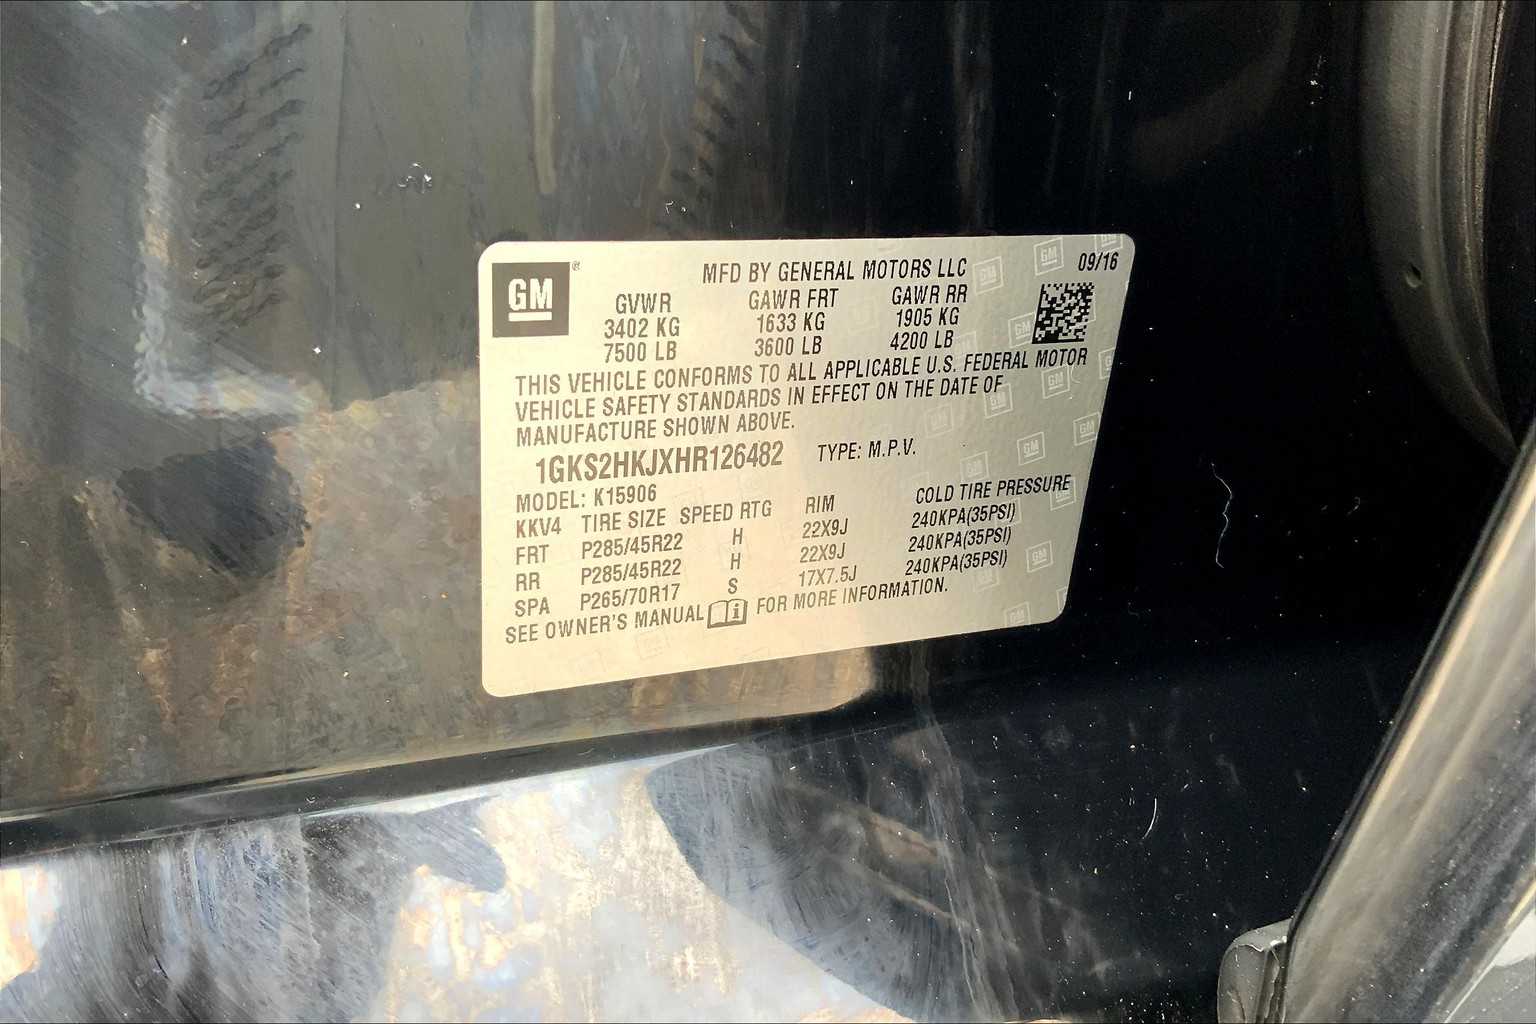 GM®
MFD BY GENERAL MOTORS LLC 09/16
GVWR GAWR FRT GAWR RR
3402 KG 1633 KG 1905 KG
7500 LB 3600 LB 4200 LB
THIS VEHICLE CONFORMS TO ALL APPLICABLE U.S. FEDERAL MOTOR
VEHICLE SAFETY STANDARDS IN EFFECT ON THE DATE OF
MANUFACTURE SHOWN ABOVE.
1GKS2HKJXHR126482 TYPE: M.P.V.
MODEL: K15906
KKV4 TIRE SIZE SPEED RTG RIM COLD TIRE PRESSURE
FRT P285/45R22 H 22X9J 240KPA(35PSI)
RR P285/45R22 H 22X9J 240KPA(35PSI)
SPA P265/70R17 S 17X7.5J 240KPA(35PSI)
SEE OWNER'S MANUAL i FOR MORE INFORMATION.